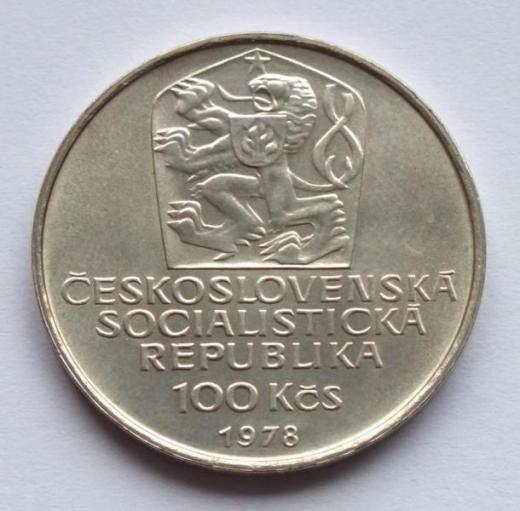 ČESKOSLOVENSKÁ
SOCIALISTICKÁ
REPUBLIKA
100 Kčs
1978